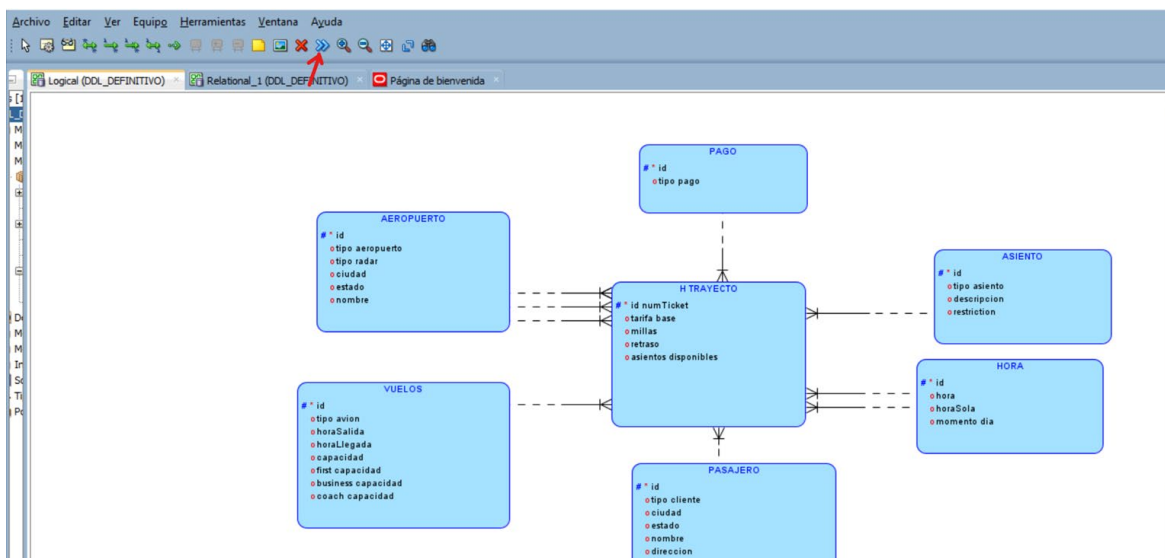 Archivo Editar Ver Equipo Herramientas Ventana Ayuda
Logical (DDL_DEFINITIVO) Relational_1 (DDL_DEFINITIVO) Página de bienvenida
PAGO
# * id
o tipo pago
AEROPUERTO
# * id
o tipo aeropuerto
o tipo radar
o ciudad
o estado
o nombre
H TRAYECTO
# * id numTicket
o tarifa base
o millas
o retraso
o asientos disponibles
ASIENTO
# * id
o tipo asiento
o descripcion
o restriction
VUELOS
# * id
o tipo avion
o horaSalida
o horaLlegada
o capacidad
o first capacidad
o business capacidad
o coach capacidad
HORA
# * id
o hora
o horaSola
o momento dia
PASAJERO
# * id
o tipo cliente
o ciudad
o estado
o nombre
o direccion